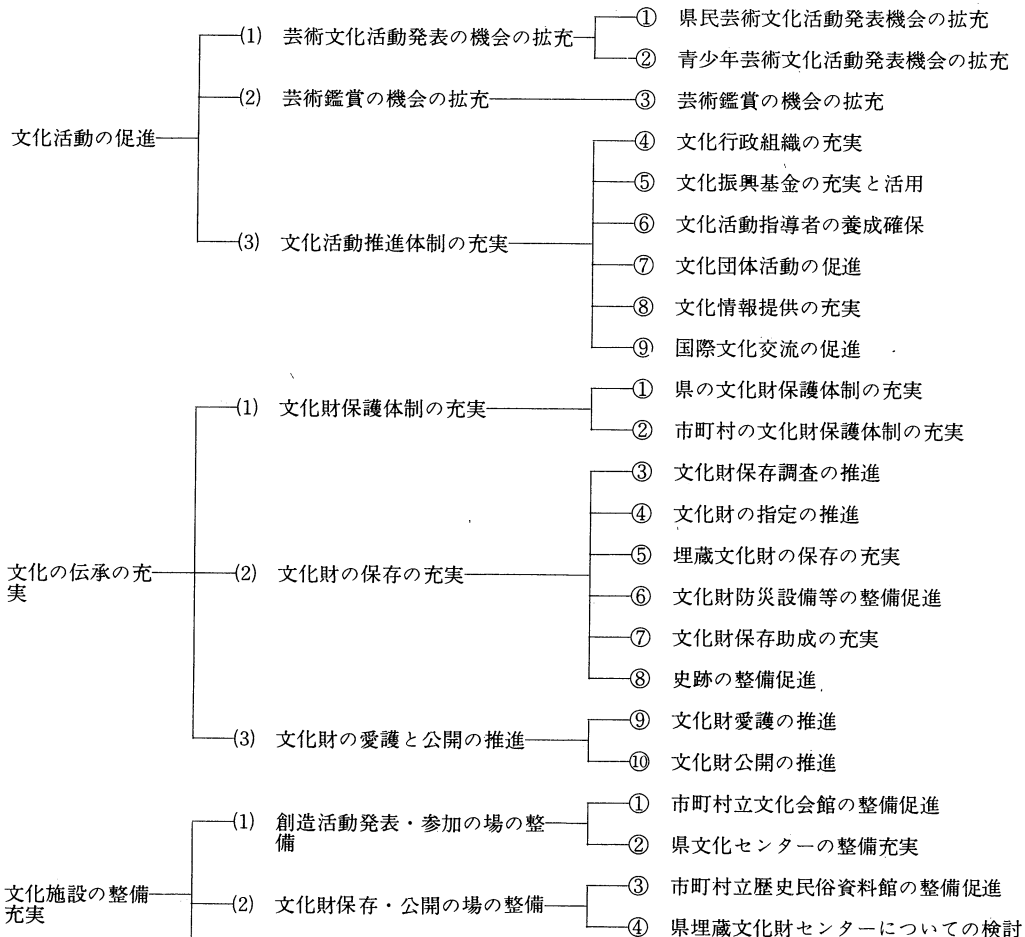 文化活動の促進
(1) 芸術文化活動発表の機会の拡充
① 県民芸術文化活動発表機会の拡充
② 青少年芸術文化活動発表機会の拡充
(2) 芸術鑑賞の機会の拡充
③ 芸術鑑賞の機会の拡充
(3) 文化活動推進体制の充実
④ 文化行政組織の充実
⑤ 文化振興基金の充実と活用
⑥ 文化活動指導者の養成確保
⑦ 文化団体活動の促進
⑧ 文化情報提供の充実
⑨ 国際文化交流の促進
文化の伝承の充
実
(1) 文化財保護体制の充実
① 県の文化財保護体制の充実
② 市町村の文化財保護体制の充実
(2) 文化財の保存の充実
③ 文化財保存調査の推進
④ 文化財の指定の推進
⑤ 埋蔵文化財の保存の充実
⑥ 文化財防災設備等の整備促進
⑦ 文化財保存助成の充実
⑧ 史跡の整備促進
(3) 文化財の愛護と公開の推進
⑨ 文化財愛護の推進
⑩ 文化財公開の推進
文化施設の整備
充実
(1) 創造活動発表・参加の場の整
備
① 市町村立文化会館の整備促進
② 県文化センターの整備充実
(2) 文化財保存・公開の場の整備
③ 市町村立歴史民俗資料館の整備促進
④ 県埋蔵文化財センターについての検討